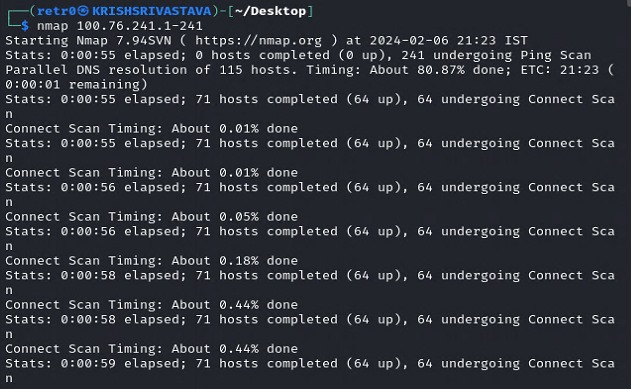 ┌──(retr0㉿KRISHSRIVASTAVA)-[~/Desktop]
└─$ nmap 100.76.241.1-241
Starting Nmap 7.94SVN ( https://nmap.org ) at 2024-02-06 21:23 IST
Stats: 0:00:55 elapsed; 0 hosts completed (0 up), 241 undergoing Ping Scan
Parallel DNS resolution of 115 hosts. Timing: About 80.87% done; ETC: 21:23 (
0:00:01 remaining)
Stats: 0:00:55 elapsed; 71 hosts completed (64 up), 64 undergoing Connect Sca
n
Connect Scan Timing: About 0.01% done
Stats: 0:00:55 elapsed; 71 hosts completed (64 up), 64 undergoing Connect Sca
n
Connect Scan Timing: About 0.01% done
Stats: 0:00:56 elapsed; 71 hosts completed (64 up), 64 undergoing Connect Sca
n
Connect Scan Timing: About 0.05% done
Stats: 0:00:56 elapsed; 71 hosts completed (64 up), 64 undergoing Connect Sca
n
Connect Scan Timing: About 0.18% done
Stats: 0:00:58 elapsed; 71 hosts completed (64 up), 64 undergoing Connect Sca
n
Connect Scan Timing: About 0.44% done
Stats: 0:00:58 elapsed; 71 hosts completed (64 up), 64 undergoing Connect Sca
n
Connect Scan Timing: About 0.44% done
Stats: 0:00:59 elapsed; 71 hosts completed (64 up), 64 undergoing Connect Sca
n